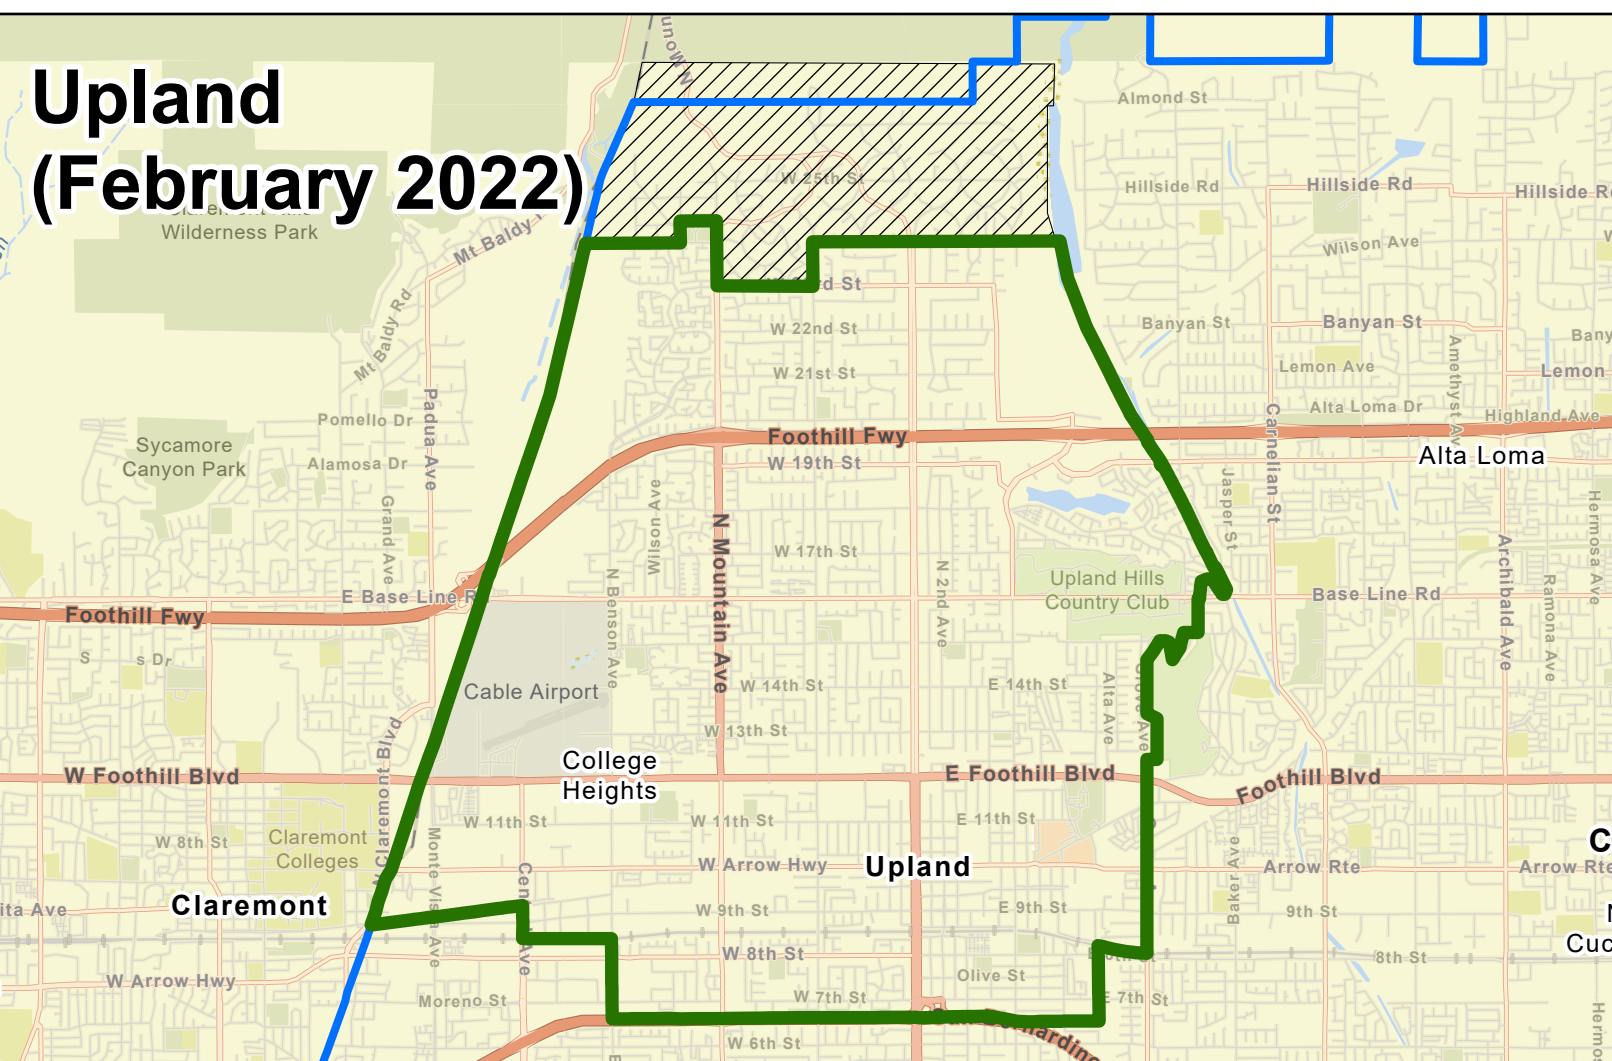 Upland
(February 2022)
Wilderness Park
Mt Baldy
Mt Baldy Rd
Almond St
W 25th St
Hillside Rd
Hillside Rd
Hillside
Wilson Ave
rd St
W 22nd St
W 21st St
Banyan St
Banyan St
Lemon Ave
Lemon
Amethyst Av
Alta Loma Dr
Highland Ave
Pomello Dr
Padua Ave
Sycamore
Canyon Park
Alamosa Dr
Grand Ave
Foothill Fwy
W 19th St
Alta Loma
Carnelian St
Jasper St
Wilson Ave
N Mountain Ave
W 17th St
Hermosa Ave
Archibald Ave
Ramona Ave
Upland Hills
Country Club
N Benson Ave
N 2nd Ave
E Base Line R
Base Line Rd
Foothill Fwy
S
s Dr
Cable Airport
W 14th St
E 14th St
Alta Ave
Grove Ave
W 13th St
College
Heights
N Claremont Blvd
W Foothill Blvd
E Foothill Blvd
Foothill Blvd
W 11th St
W 11th St
E 11th St
Claremont
Colleges
W 8th St
Monte Vista Ave
W Arrow Hwy
Upland
Arrow Rte
Arrow Rte
Baker Ave
Claremont
ita Ave
Cen
Ave
W 9th St
E 9th St
9th St
W 8th St
8th St
Cuc
W Arrow Hwy
Olive St
Moreno St
W 7th St
E 7th St
W 6th St